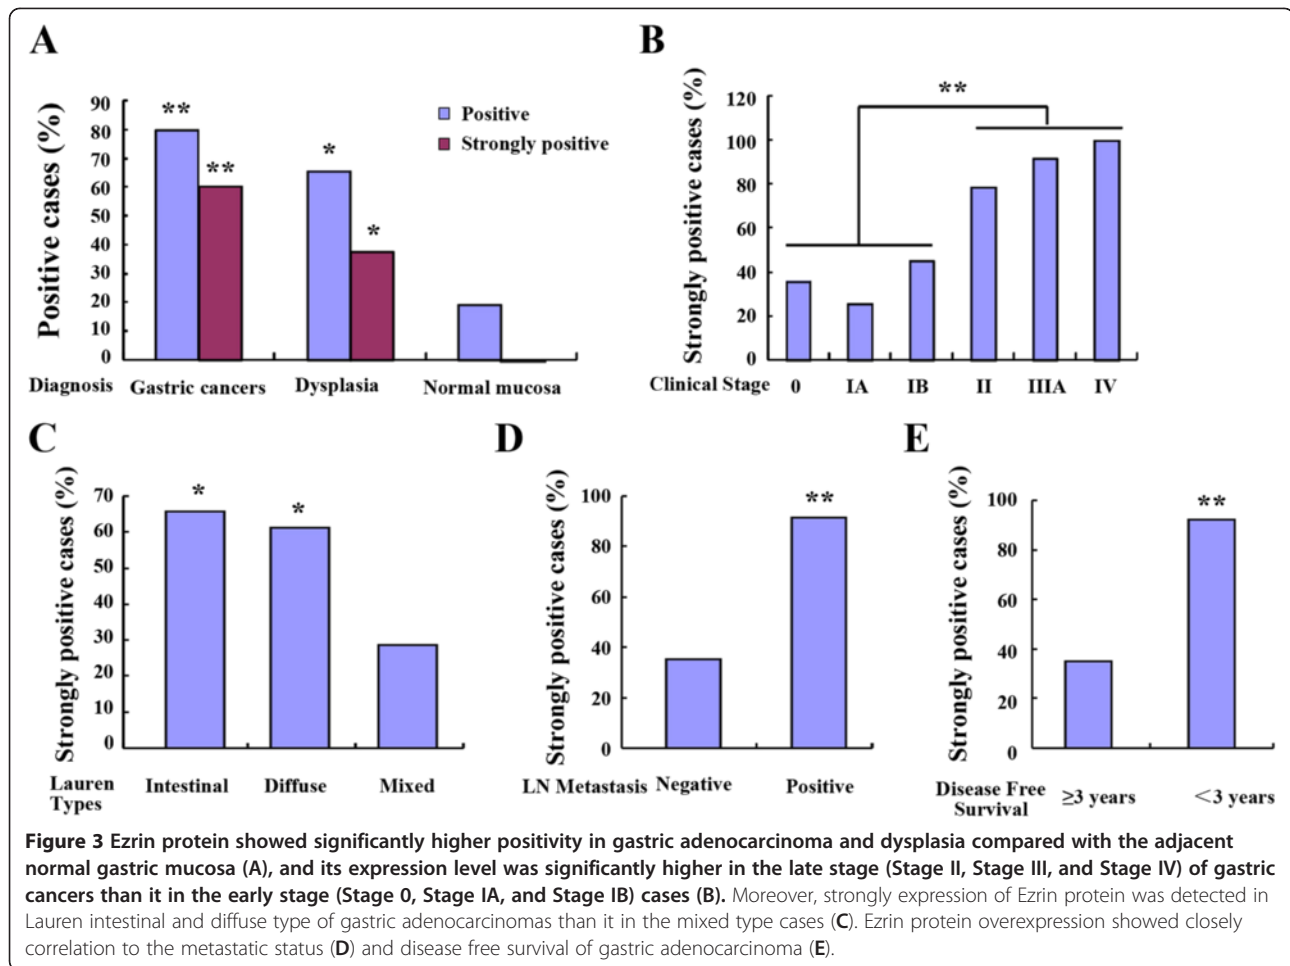 A
Positive cases (%)
90
80
70
60
50
40
30
20
10
0
**
**
*
*
Positive
Strongly positive
Diagnosis Gastric cancers Dysplasia Normal mucosa
B
Strongly positive cases (%)
120
100
80
60
40
20
0
**
Clinical Stage 0 IA IB II IIIA IV
C
Strongly positive cases (%)
70
60
50
40
30
20
10
0
*
*
Lauren
Types
Intestinal Diffuse Mixed
D
Strongly positive cases (%)
100
80
60
40
20
0
**
LN Metastasis Negative Positive
E
Strongly positive cases (%)
100
80
60
40
20
0
**
Disease Free
Survival
≥3 years <3 years
Figure 3 Ezrin protein showed significantly higher positivity in gastric adenocarcinoma and dysplasia compared with the adjacent
normal gastric mucosa (A), and its expression level was significantly higher in the late stage (Stage II, Stage III, and Stage IV) of gastric
cancers than it in the early stage (Stage 0, Stage IA, and Stage IB) cases (B). Moreover, strongly expression of Ezrin protein was detected in
Lauren intestinal and diffuse type of gastric adenocarcinomas than it in the mixed type cases (C). Ezrin protein overexpression showed closely
correlation to the metastatic status (D) and disease free survival of gastric adenocarcinoma (E).